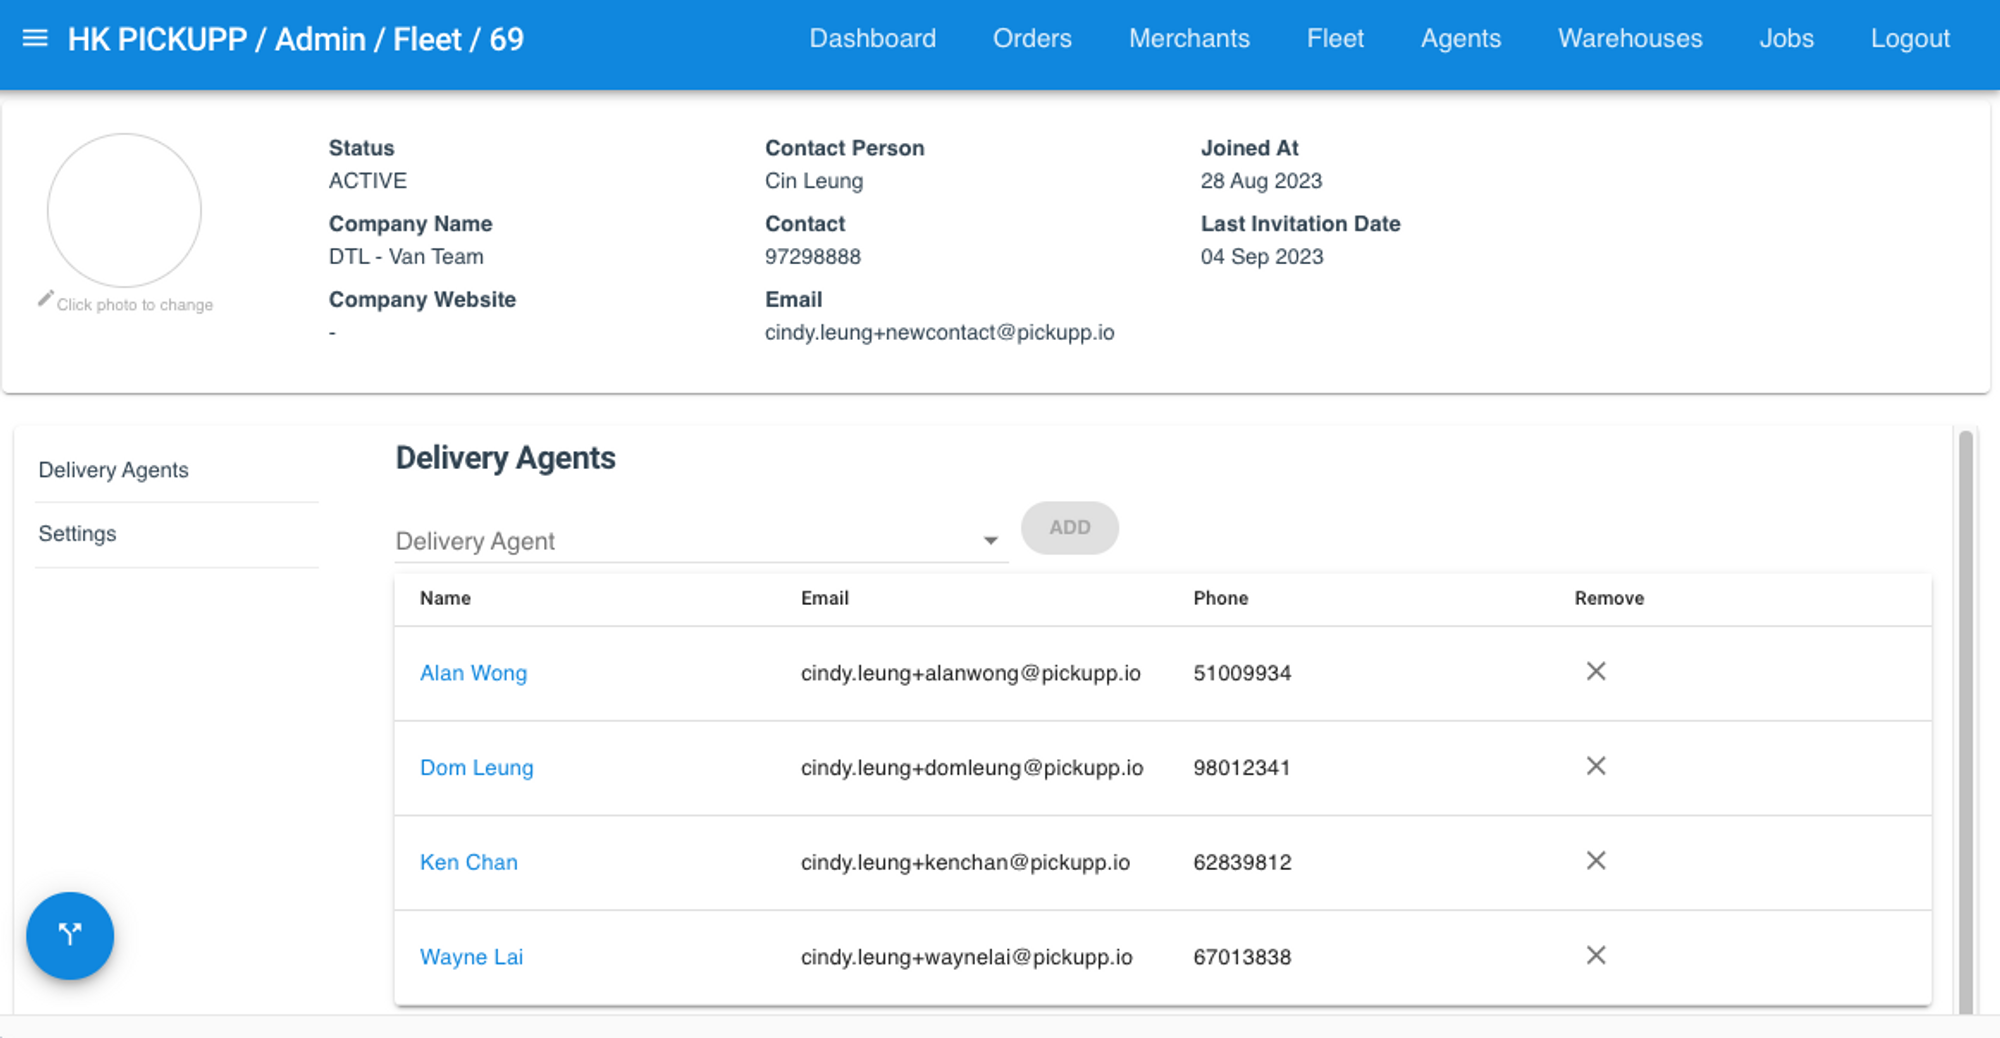 HK PICKUPP / Admin / Fleet / 69
Dashboard Orders Merchants Fleet Agents Warehouses Jobs Logout
Click photo to change
Status
ACTIVE
Company Name
DTL - Van Team
Company Website
-
Contact Person
Cin Leung
Contact
97298888
Email
cindy.leung+newcontact@pickupp.io
Joined At
28 Aug 2023
Last Invitation Date
04 Sep 2023
Delivery Agents
Settings
Delivery Agents
Delivery Agent ADD
Name Email Phone Remove
Alan Wong cindy.leung+alanwong@pickupp.io 51009934
Dom Leung cindy.leung+domleung@pickupp.io 98012341
Ken Chan cindy.leung+kenchan@pickupp.io 62839812
Wayne Lai cindy.leung+waynelai@pickupp.io 67013838